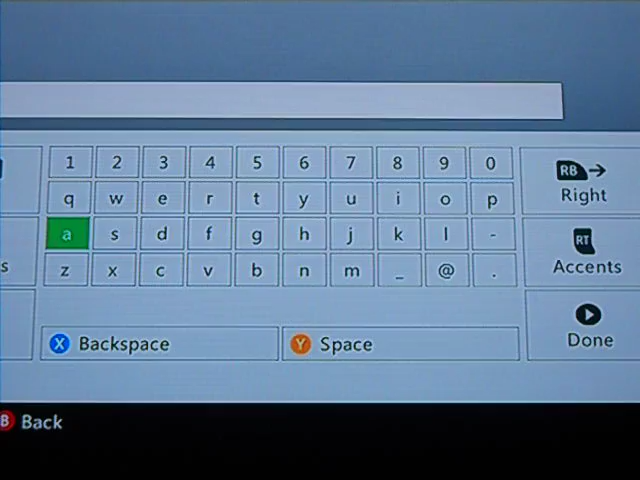 1 2 3 4 5 6 7 8 9 0
RB Right
q w e r t y u i o p
a s d f g h j k l -
RT Accents
s
z x c v b n m _ @ .
X Backspace
Y Space
Done
B Back